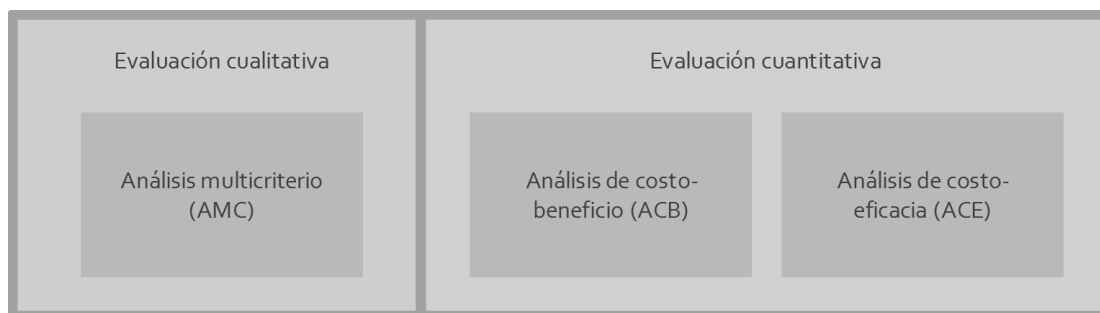 Evaluación cualitativa
Análisis multicriterio
(AMC)
Evaluación cuantitativa
Análisis de costo-
beneficio (ACB)
Análisis de costo-
eficacia (ACE)